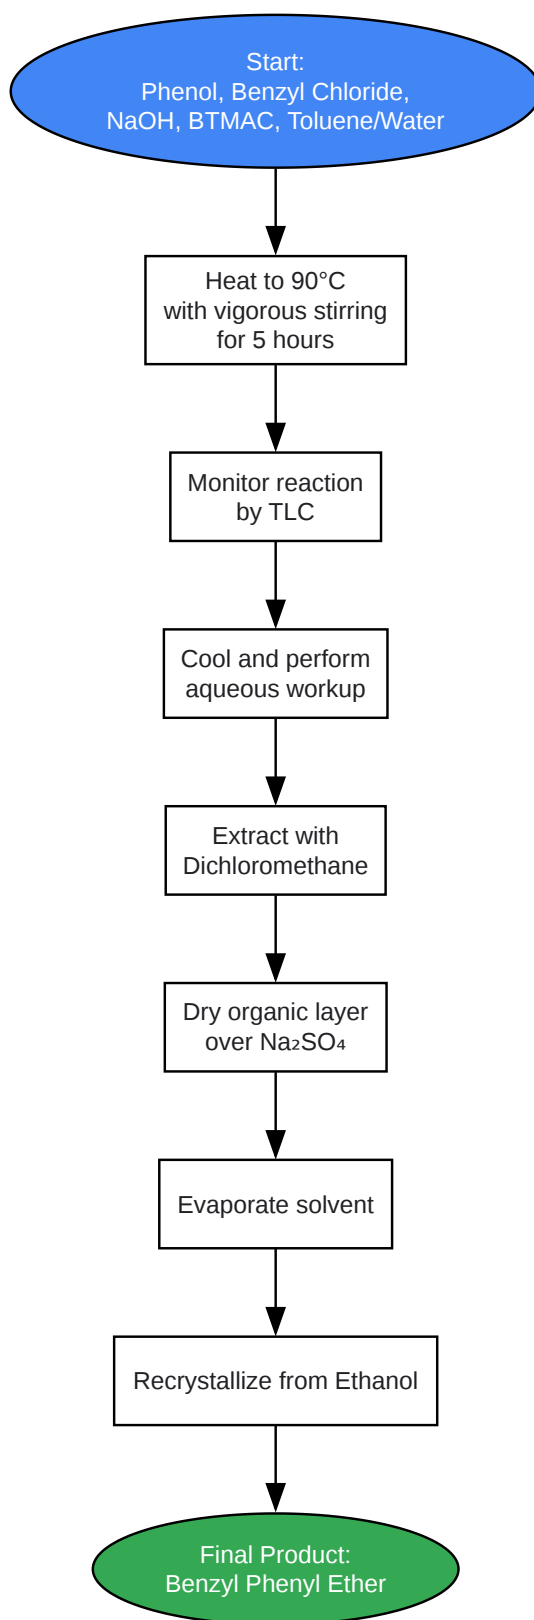 Start:
Phenol, Benzyl Chloride,
NaOH, BTMAC, Toluene/Water
Heat to 90°C
with vigorous stirring
for 5 hours
Monitor reaction
by TLC
Cool and perform
aqueous workup
Extract with
Dichloromethane
Dry organic layer
over Na₂SO₄
Evaporate solvent
Recrystallize from Ethanol
Final Product:
Benzyl Phenyl Ether